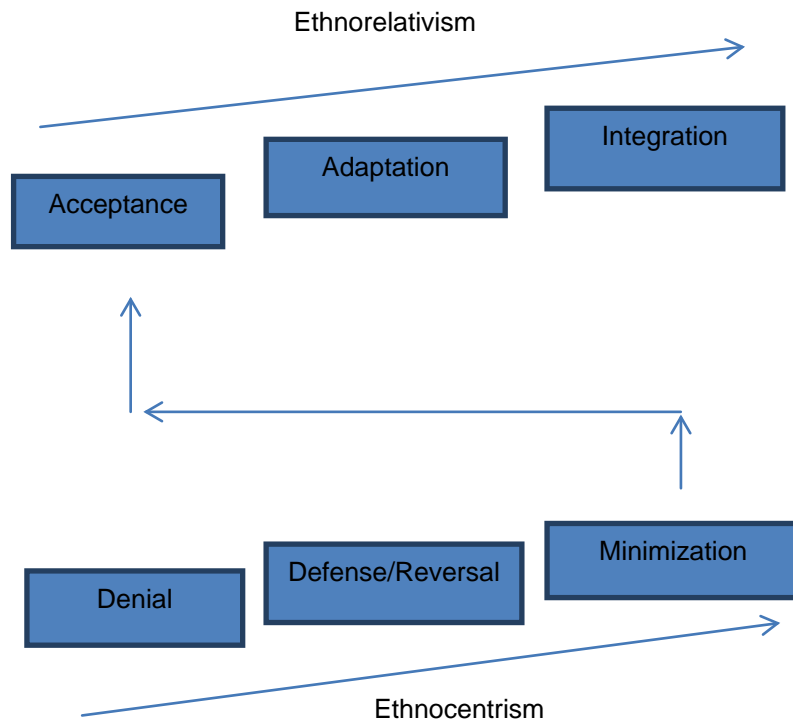 Ethnorelativism
Integration
Adaptation
Acceptance
Minimization
Defense/Reversal
Denial
Ethnocentrism